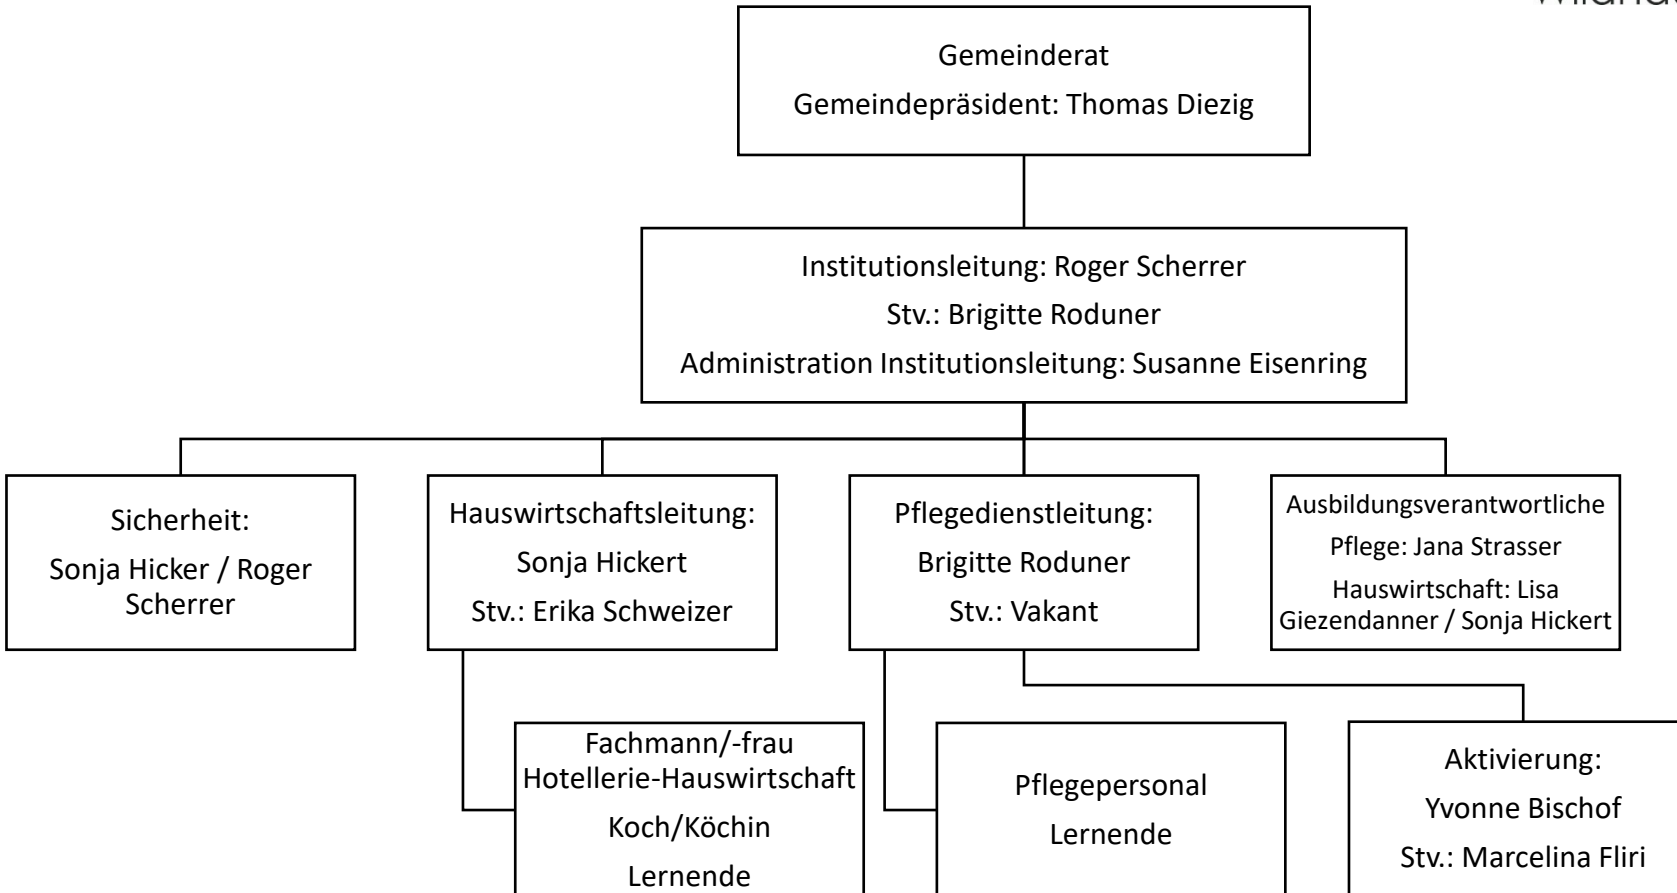 Gemeinderat
Gemeindepräsident: Thomas Diezig
Institutionsleitung: Roger Scherrer
Stv.: Brigitte Roduner
Administration Institutionsleitung: Susanne Eisenring
Sicherheit:
Sonja Hicker / Roger
Scherrer
Hauswirtschaftsleitung:
Sonja Hickert
Stv.: Erika Schweizer
Pflegedienstleitung:
Brigitte Roduner
Stv.: Vakant
Ausbildungsverantwortliche
Pflege: Jana Strasser
Hauswirtschaft: Lisa
Giezendanner / Sonja Hickert
Fachmann/-frau
Hotellerie-Hauswirtschaft
Koch/Köchin
Lernende
Pflegepersonal
Lernende
Aktivierung:
Yvonne Bischof
Stv.: Marcelina Fliri